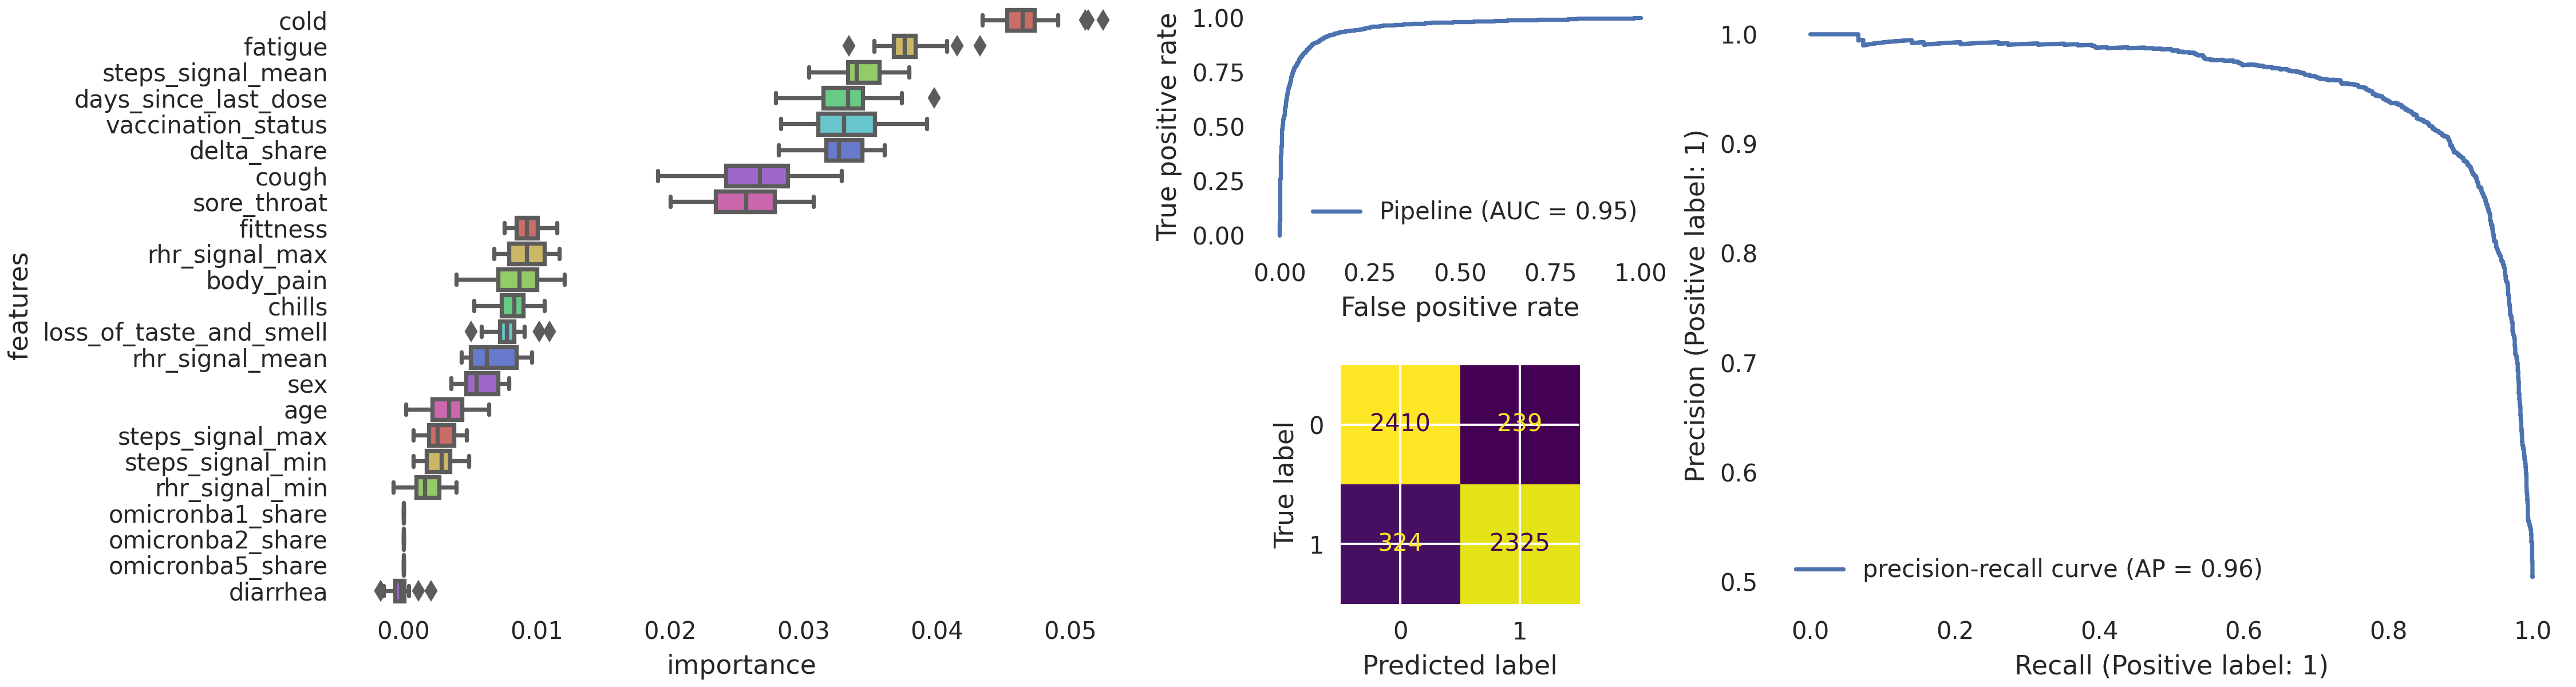 features
cold
fatigue
steps_signal_mean
days_since_last_dose
vaccination_status
delta_share
cough
sore_throat
fittness
rhr_signal_max
body_pain
chills
loss_of_taste_and_smell
rhr_signal_mean
sex
age
steps_signal_max
steps_signal_min
rhr_signal_min
omicronba1_share
omicronba2_share
omicronba5_share
diarrhea
0.00 0.01 0.02 0.03 0.04 0.05
importance
True positive rate
1.00
0.75
0.50
0.25
0.00
Pipeline (AUC = 0.95)
0.00 0.25 0.50 0.75 1.00
False positive rate
True label
0
1
2410 239
324 2325
0 1
Predicted label
Precision (Positive label: 1)
1.0
0.9
0.8
0.7
0.6
0.5
precision-recall curve (AP = 0.96)
0.0 0.2 0.4 0.6 0.8 1.0
Recall (Positive label: 1)